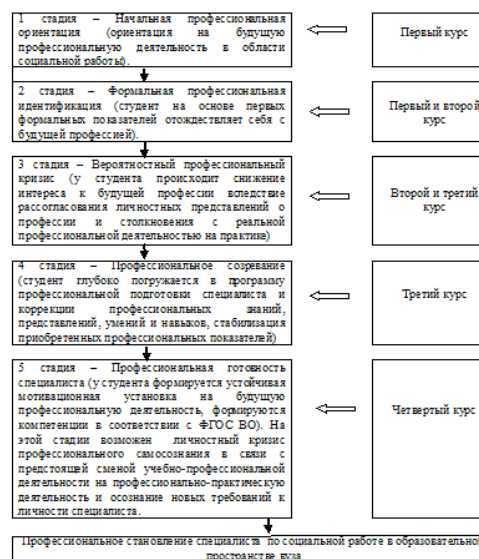 1 стадия – Начальная профессиональная
ориентация (ориентация на будущую
профессиональную деятельность в области
социальной работы).
Первый курс
2 стадия – Формальная профессиональная
идентификация (студент на основе первых
формальных показателей отождествляет себя с
будущей профессией).
Первый и второй
курс
3 стадия – Вероятностный профессиональный
кризис (у студента происходит снижение
интереса к будущей профессии вследствие
рассогласования личностных представлений о
профессии и столкновения с реальной
профессиональной деятельностью на практике)
Второй и третий
курс
4 стадия – Профессиональное созревание
(студент глубоко погружается в программу
профессиональной подготовки специалиста и
коррекции профессиональных знаний,
представлений, умений и навыков, стабилизация
приобретенных профессиональных показателей)
Третий курс
5 стадия – Профессиональная готовность
специалиста (у студента формируется устойчивая
мотивационная установка на будущую
профессиональную деятельность, формируются
компетенции в соответствии с ФГОС ВО). На
этой стадии возможен личностный кризис
профессионального самосознания в связи с
предстоящей сменой учебно-профессиональной
деятельности на профессионально-практическую
деятельность и осознание новых требований к
личности специалиста.
Четвертый курс
Профессиональное становление специалиста по социальной работе в образовательном
пространстве вуза